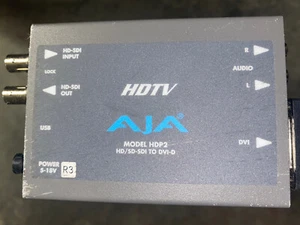 HD-SDI
INPUT
LOCK
HD-SDI
OUT
USB
POWER
5-18V
R3
HDTV
AJA
MODEL HDP2
HD/SD-SDI TO DVI-D
R
AUDIO
L
DVI